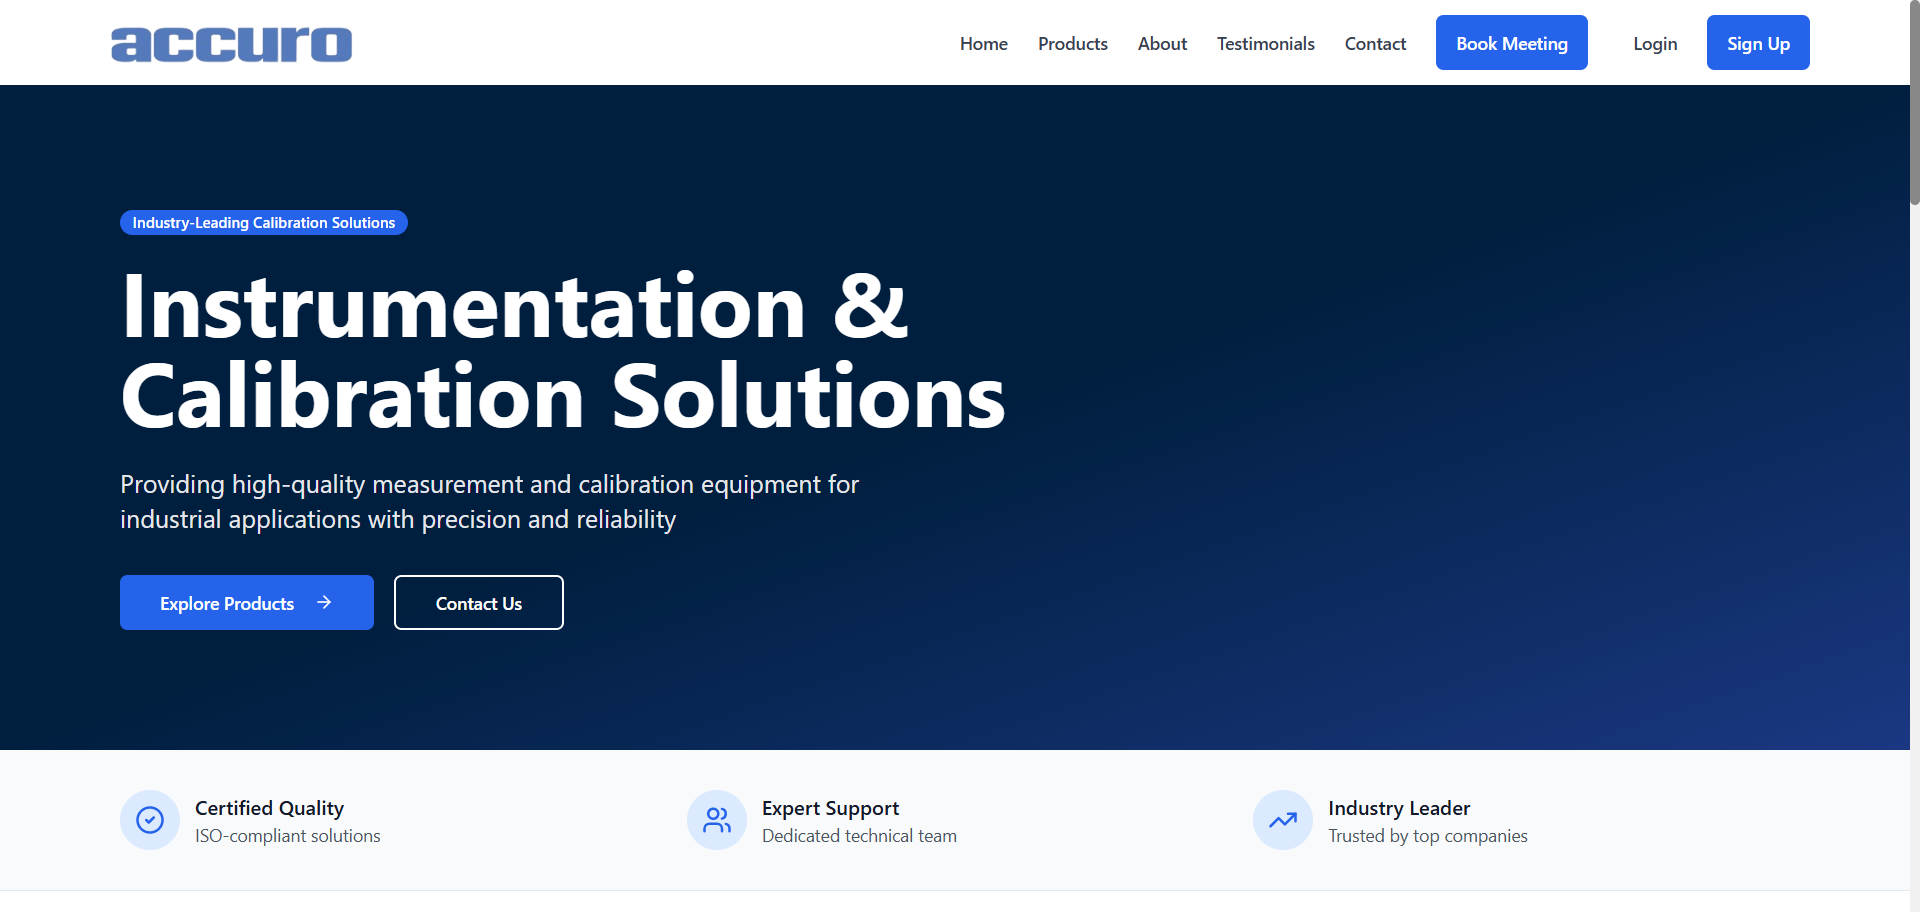 accuro
Home
Products
About
Testimonials
Contact
Book Meeting
Login
Sign Up
Industry-Leading Calibration Solutions
Instrumentation &
Calibration Solutions
Providing high-quality measurement and calibration equipment for
industrial applications with precision and reliability
Explore Products
Contact Us
Certified Quality
ISO-compliant solutions
Expert Support
Dedicated technical team
Industry Leader
Trusted by top companies